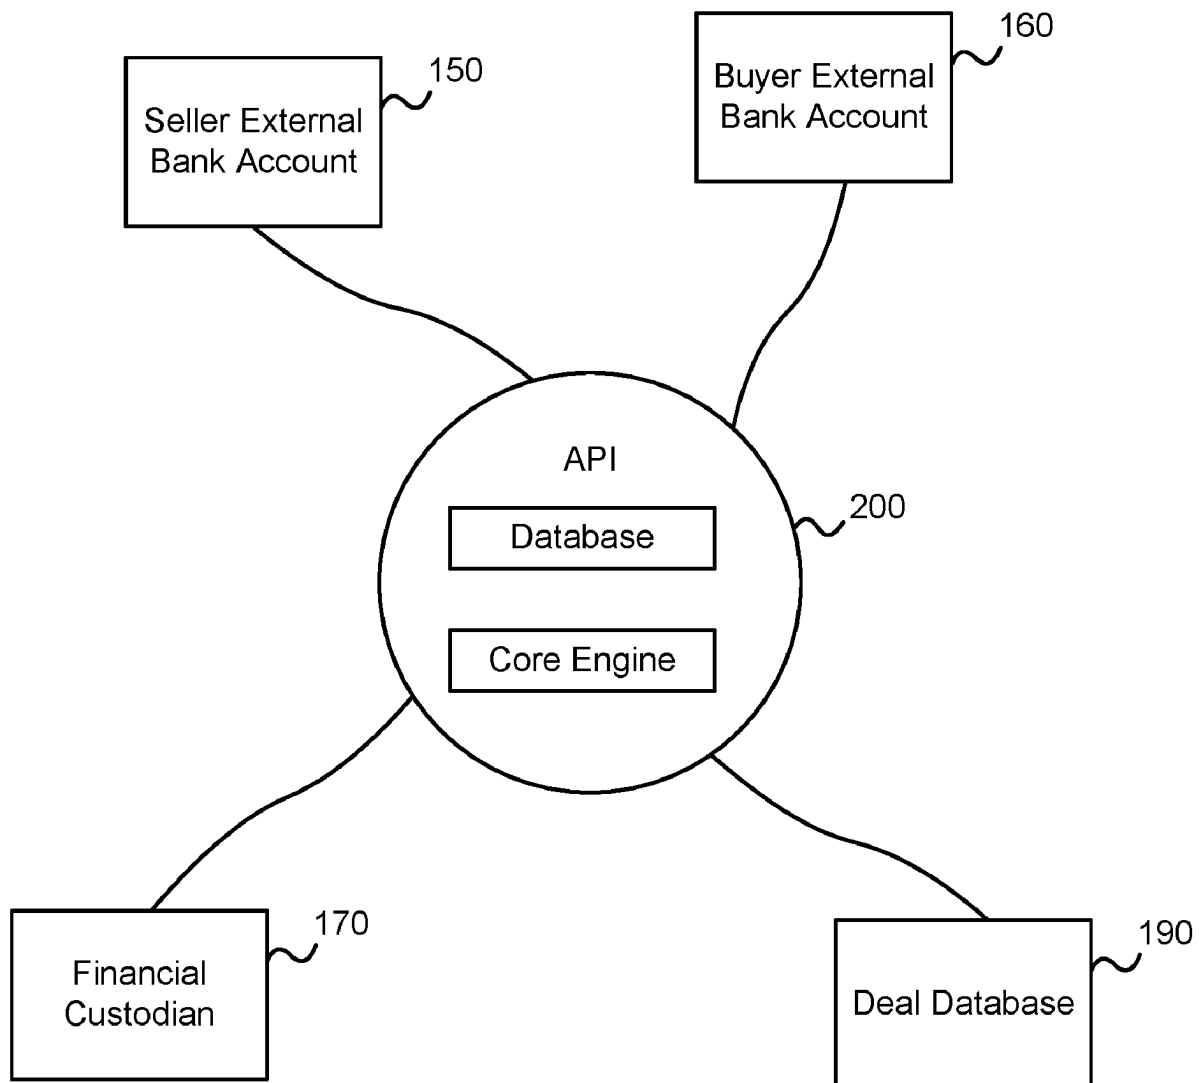 160
Buyer External
Bank Account
150
Seller External
Bank Account
API
200
Database
Core Engine
170
Financial
Custodian
190
Deal Database